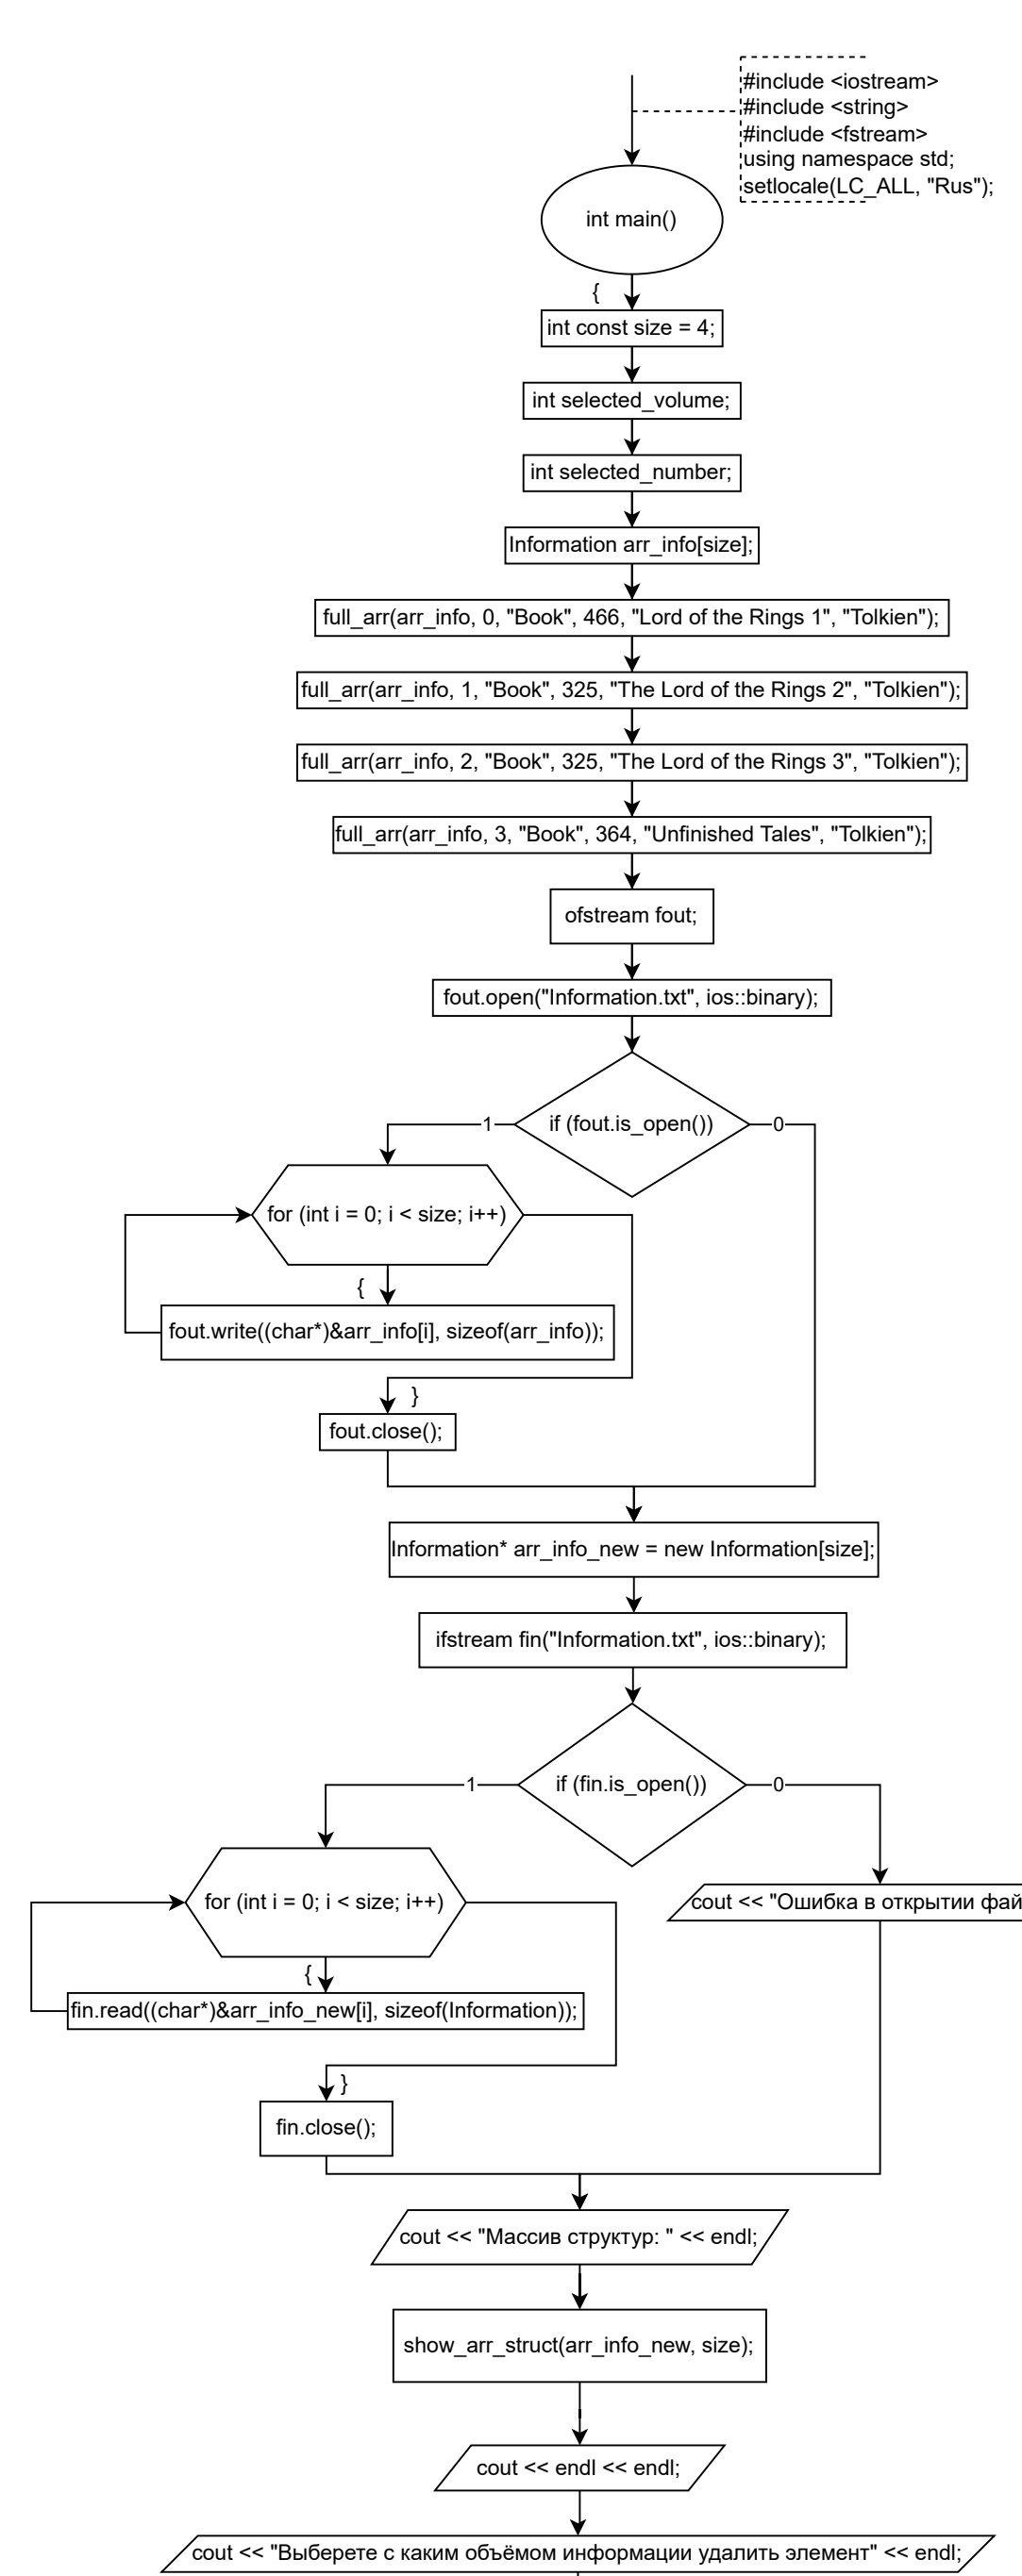 #include <iostream>
#include <string>
#include <fstream>
using namespace std;
setlocale(LC_ALL, "Rus");
int main()
{
int const size = 4;
int selected_volume;
int selected_number;
Information arr_info[size];
full_arr(arr_info, 0, "Book", 466, "Lord of the Rings 1", "Tolkien");
full_arr(arr_info, 1, "Book", 325, "The Lord of the Rings 2", "Tolkien");
full_arr(arr_info, 2, "Book", 325, "The Lord of the Rings 3", "Tolkien");
full_arr(arr_info, 3, "Book", 364, "Unfinished Tales", "Tolkien");
ofstream fout;
fout.open("Information.txt", ios::binary);
1
if (fout.is_open())
0
for (int i = 0; i < size; i++)
{
fout.write((char*)&arr_info[i], sizeof(arr_info));
}
fout.close();
Information* arr_info_new = new Information[size];
ifstream fin("Information.txt", ios::binary);
1
if (fin.is_open())
0
for (int i = 0; i < size; i++)
cout << "Ошибка в открытии фай
{
fin.read((char*)&arr_info_new[i], sizeof(Information));
}
fin.close();
cout << "Массив структур: " << endl;
show_arr_struct(arr_info_new, size);
cout << endl << endl;
cout << "Выберете с каким объёмом информации удалить элемент" << endl;